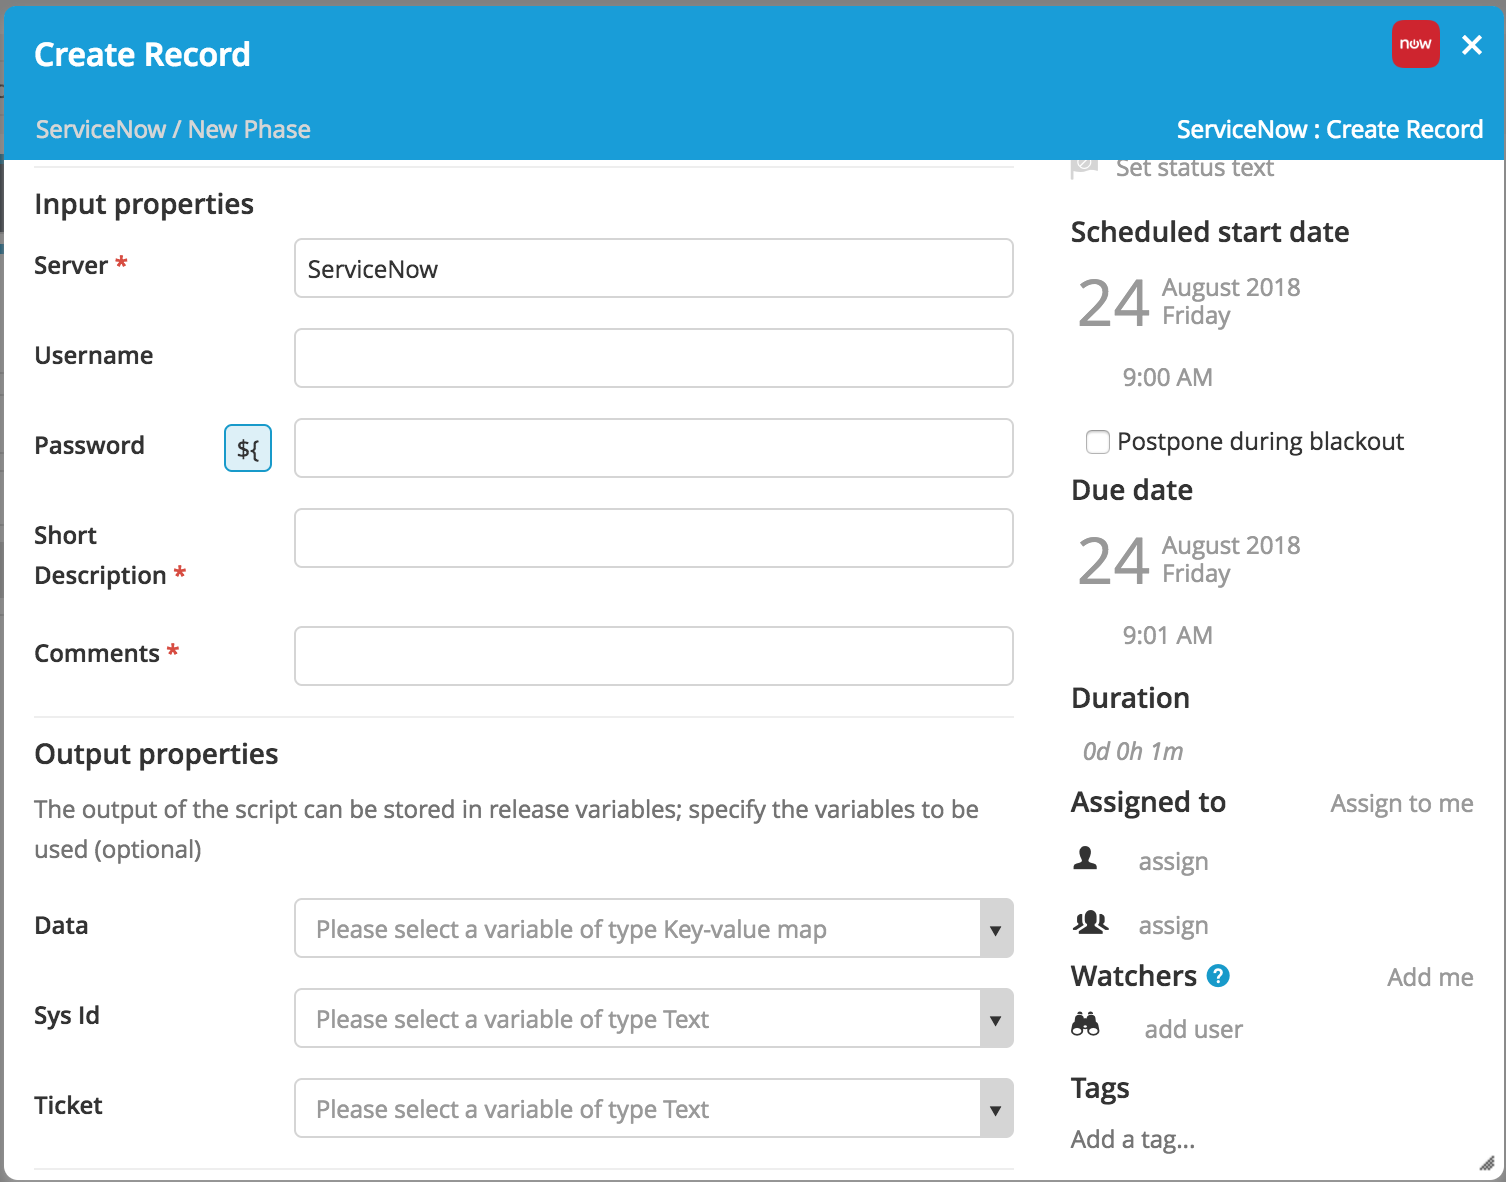 Create Record
now
ServiceNow / New Phase
ServiceNow : Create Record
Input properties
Server *
ServiceNow
Username
Password
${
Short
Description *
Comments *
Output properties
The output of the script can be stored in release variables; specify the variables to be
used (optional)
Data
Please select a variable of type Key-value map
Sys Id
Please select a variable of type Text
Ticket
Please select a variable of type Text
Set status text
Scheduled start date
24
August 2018
Friday
9:00 AM
Postpone during blackout
Due date
24
August 2018
Friday
9:01 AM
Duration
0d 0h 1m
Assigned to
Assign to me
assign
assign
Watchers ?
Add me
add user
Tags
Add a tag...